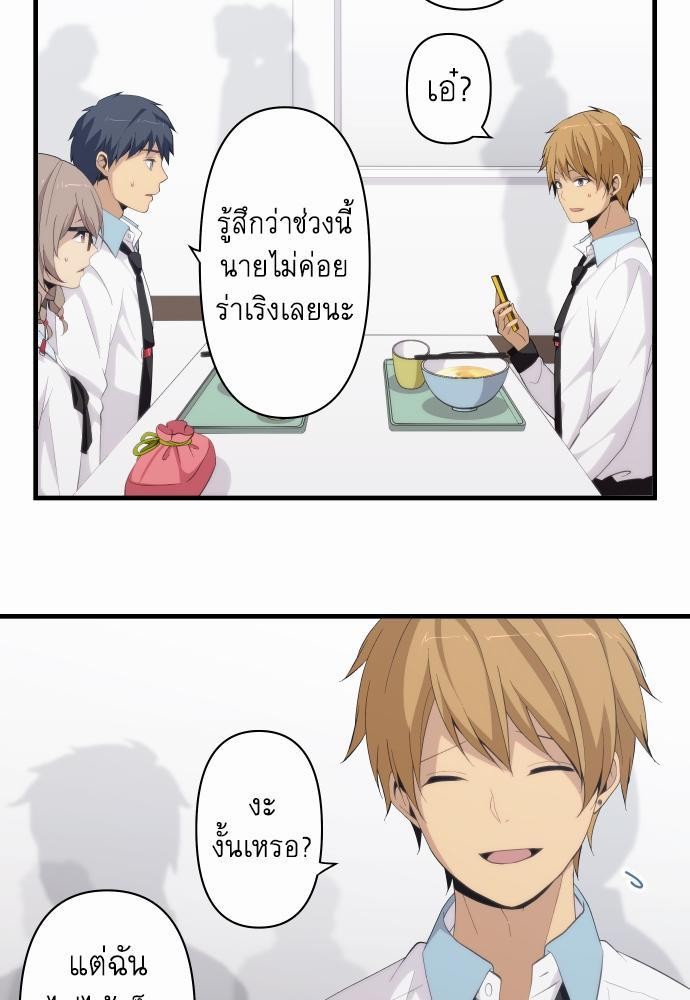 เอ๋?
รู้สึกว่าช่วงนี้
นายไม่ค่อย
ร่าเริงเลยนะ
งะ
งั้นเหรอ?
แต่ฉัน